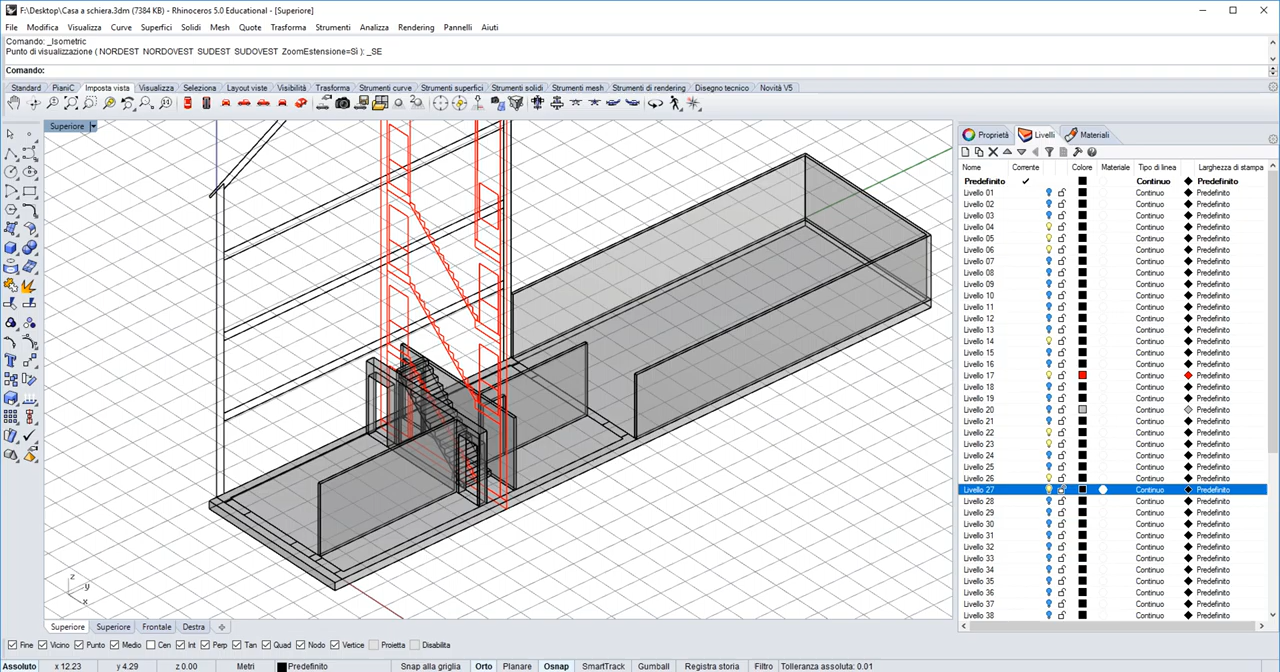 F:\Desktop\Casa a schiera.3dm (7384 KB) - Rhinoceros 5.0 Educational - [Superiore]
File Modifica Visualizza Curve Superfici Solidi Mesh Quote Trasforma Strumenti Analizza Rendering Pannelli Aiuti
Comando: _Isometric
Punto di visualizzazione ( NORDEST NORDOVEST SUDEST SUDOVEST ZoomEstensione=Sì ): _SE
Comando:
Standard PianiC Imposta vista Visualizza Seleziona Layout viste Visibilità Trasforma Strumenti curve Strumenti superfici Strumenti solidi Strumenti mesh Strumenti di rendering Disegno tecnico Novità V5
Superiore
Proprietà Livelli Materiali
Nome Corrente Colore Materiale Tipo di linea Larghezza di stampa
Predefinito Continuo Predefinito
Livello 01 Continuo Predefinito
Livello 02 Continuo Predefinito
Livello 03 Continuo Predefinito
Livello 04 Continuo Predefinito
Livello 05 Continuo Predefinito
Livello 06 Continuo Predefinito
Livello 07 Continuo Predefinito
Livello 08 Continuo Predefinito
Livello 09 Continuo Predefinito
Livello 10 Continuo Predefinito
Livello 11 Continuo Predefinito
Livello 12 Continuo Predefinito
Livello 13 Continuo Predefinito
Livello 14 Continuo Predefinito
Livello 15 Continuo Predefinito
Livello 16 Continuo Predefinito
Livello 17 Continuo Predefinito
Livello 18 Continuo Predefinito
Livello 19 Continuo Predefinito
Livello 20 Continuo Predefinito
Livello 21 Continuo Predefinito
Livello 22 Continuo Predefinito
Livello 23 Continuo Predefinito
Livello 24 Continuo Predefinito
Livello 25 Continuo Predefinito
Livello 26 Continuo Predefinito
Livello 27 Continuo Predefinito
Livello 28 Continuo Predefinito
Livello 29 Continuo Predefinito
Livello 30 Continuo Predefinito
Livello 31 Continuo Predefinito
Livello 32 Continuo Predefinito
Livello 33 Continuo Predefinito
Livello 34 Continuo Predefinito
Livello 35 Continuo Predefinito
Livello 36 Continuo Predefinito
Livello 37 Continuo Predefinito
Livello 38 Continuo Predefinito
z
y
x
Superiore Superiore Frontale Destra
Fine Vicino Punto Medio Cen Int Perp Tan Quad Nodo Vertice Proietta Disabilita
Assoluto x 12.23 y 4.29 z 0.00 Metri Predefinito Snap alla griglia Orto Planare Osnap SmartTrack Gumball Registra storia Filtro Tolleranza assoluta: 0.01